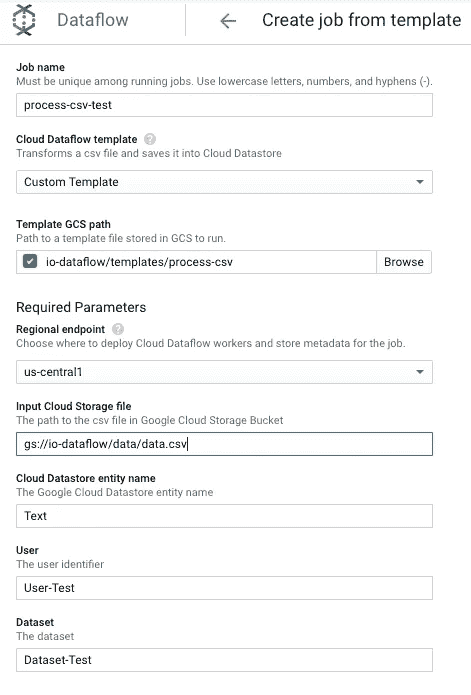 Dataflow
Create job from template
Job name
Must be unique among running jobs. Use lowercase letters, numbers, and hyphens (-).
process-csv-test
Cloud Dataflow template ?
Transforms a csv file and saves it into Cloud Datastore
Custom Template
Template GCS path
Path to a template file stored in GCS to run.
io-dataflow/templates/process-csv Browse
Required Parameters
Regional endpoint ?
Choose where to deploy Cloud Dataflow workers and store metadata for the job.
us-central1
Input Cloud Storage file
The path to the csv file in Google Cloud Storage Bucket
gs://io-dataflow/data/data.csv
Cloud Datastore entity name
The Google Cloud Datastore entity name
Text
User
The user identifier
User-Test
Dataset
The dataset
Dataset-Test